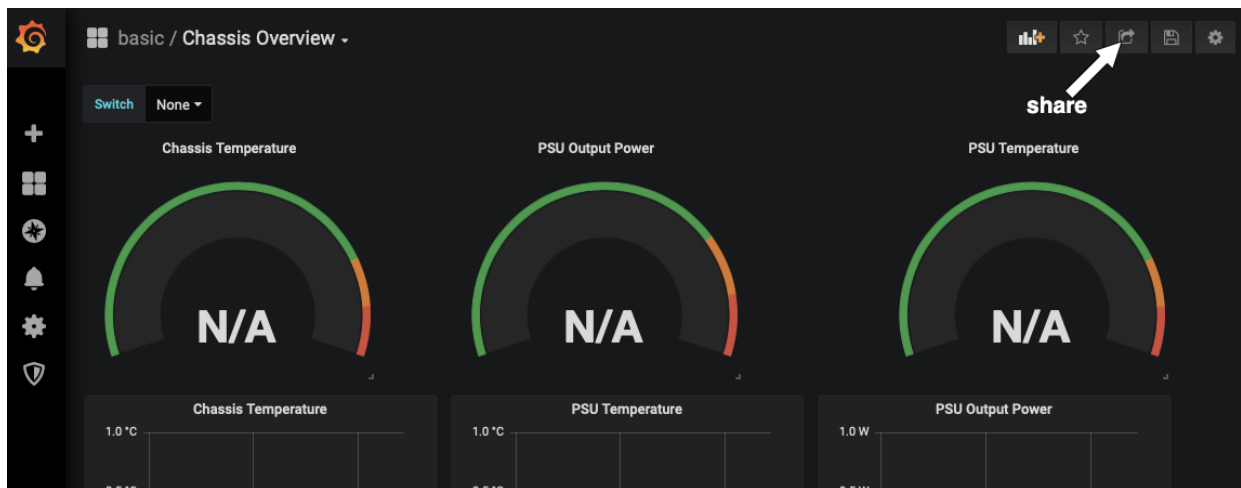 basic / Chassis Overview
share
Switch None
Chassis Temperature PSU Output Power PSU Temperature
N/A N/A N/A
Chassis Temperature PSU Temperature PSU Output Power
1.0 °C 1.0 °C 1.0 W